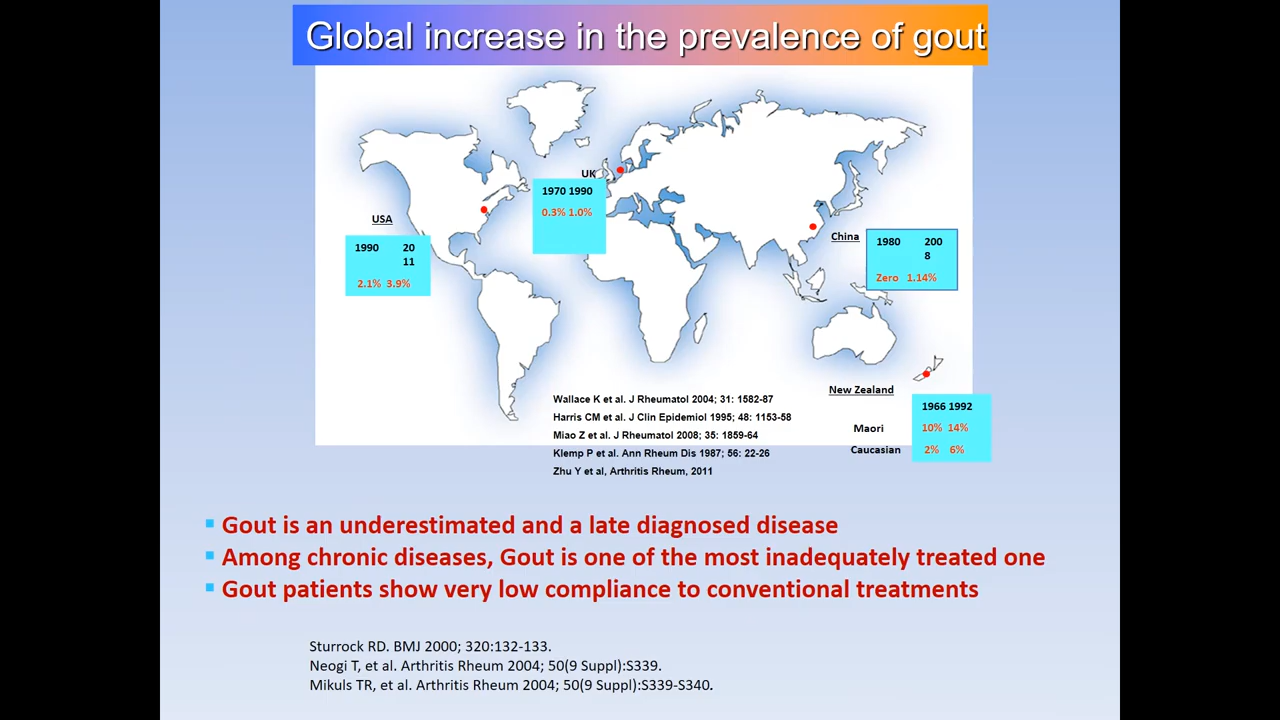 Global increase in the prevalence of gout
UK
1970 1990
0.3% 1.0%
USA
1990 20
11
2.1% 3.9%
China
1980 200
8
Zero 1.14%
New Zealand
1966 1992
Maori 10% 14%
Caucasian 2% 6%
Wallace K et al. J Rheumatol 2004; 31: 1582-87
Harris CM et al. J Clin Epidemiol 1995; 48: 1153-58
Miao Z et al. J Rheumatol 2008; 35: 1859-64
Klemp P et al. Ann Rheum Dis 1987; 56: 22-26
Zhu Y et al, Arthritis Rheum, 2011
▪ Gout is an underestimated and a late diagnosed disease
▪ Among chronic diseases, Gout is one of the most inadequately treated one
▪ Gout patients show very low compliance to conventional treatments
Sturrock RD. BMJ 2000; 320:132-133.
Neogi T, et al. Arthritis Rheum 2004; 50(9 Suppl):S339.
Mikuls TR, et al. Arthritis Rheum 2004; 50(9 Suppl):S339-S340.